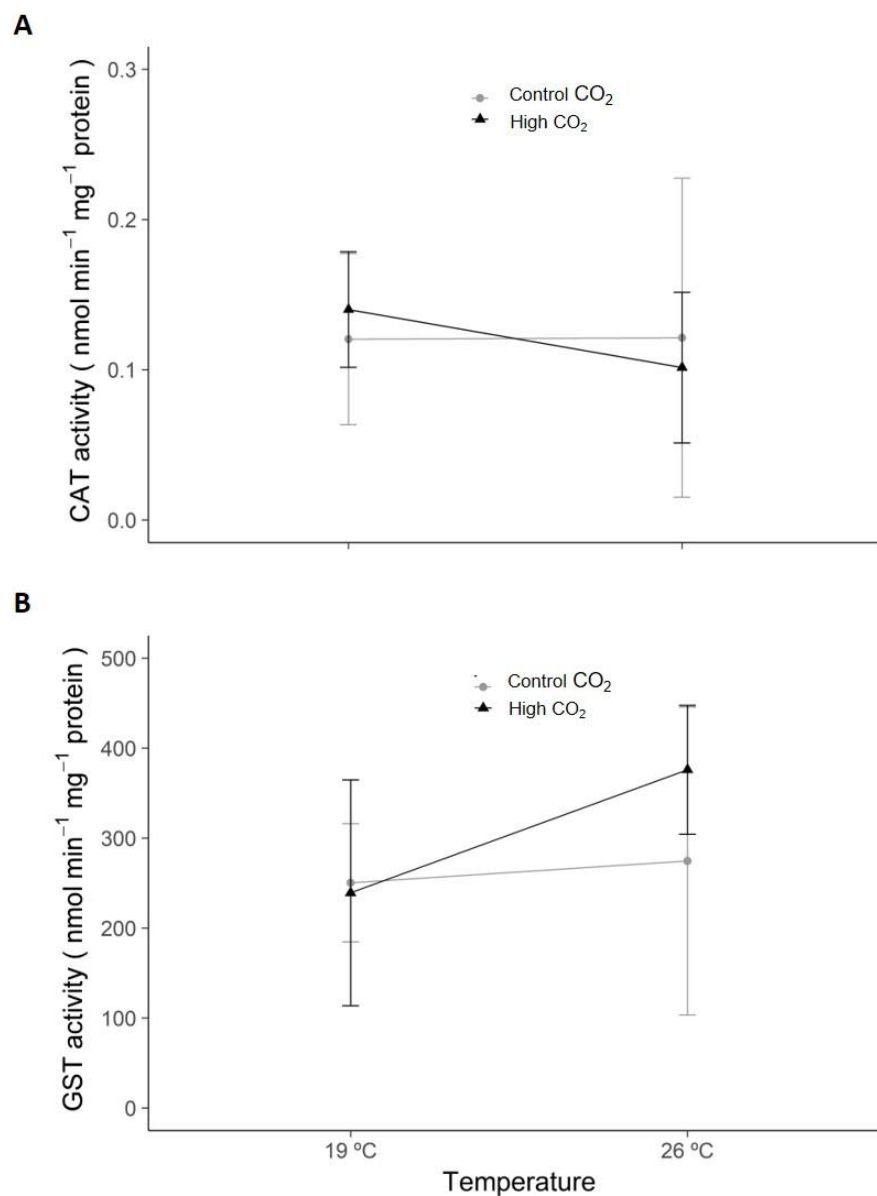 A
CAT activity ( nmol min⁻¹ mg⁻¹ protein )
0.3
0.2
0.1
0.0
Control CO₂
High CO₂
B
GST activity ( nmol min⁻¹ mg⁻¹ protein )
500
400
300
200
100
0
Control CO₂
High CO₂
19 ºC
26 ºC
Temperature